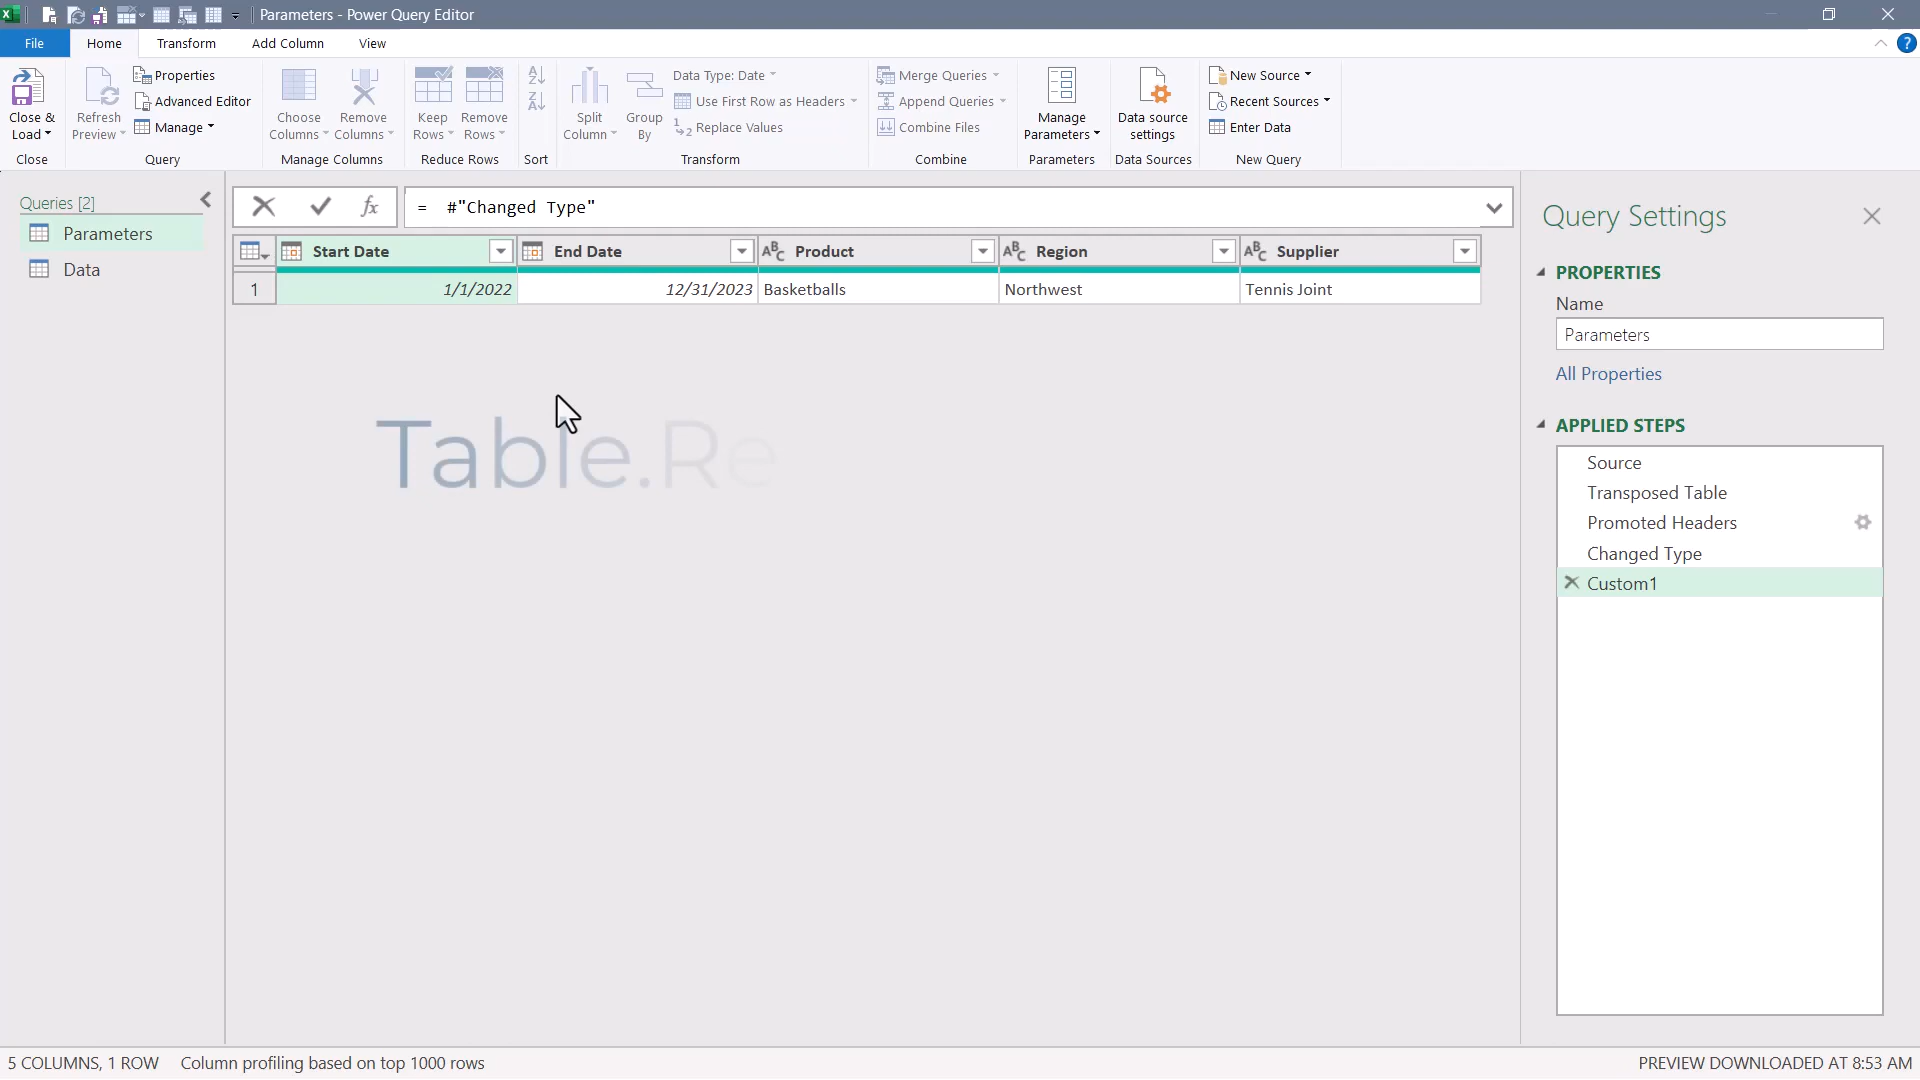 Parameters - Power Query Editor
File
Home
Transform
Add Column
View
?
Close &
Load
Close
Refresh
Preview
Properties
Advanced Editor
Manage
Query
Choose
Columns
Remove
Columns
Manage Columns
Keep
Rows
Remove
Rows
Reduce Rows
Sort
Split
Column
Group
By
Data Type: Date
Use First Row as Headers
Replace Values
Transform
Merge Queries
Append Queries
Combine Files
Combine
Manage
Parameters
Parameters
Data source
settings
Data Sources
New Source
Recent Sources
Enter Data
New Query
Queries [2]
Parameters
Data
fx
= #"Changed Type"
Start Date
End Date
ABC Product
ABC Region
ABC Supplier
1 1/1/2022 12/31/2023 Basketballs Northwest Tennis Joint
Table.Re
Query Settings
PROPERTIES
Name
Parameters
All Properties
APPLIED STEPS
Source
Transposed Table
Promoted Headers
Changed Type
Custom1
5 COLUMNS, 1 ROW
Column profiling based on top 1000 rows
PREVIEW DOWNLOADED AT 8:53 AM